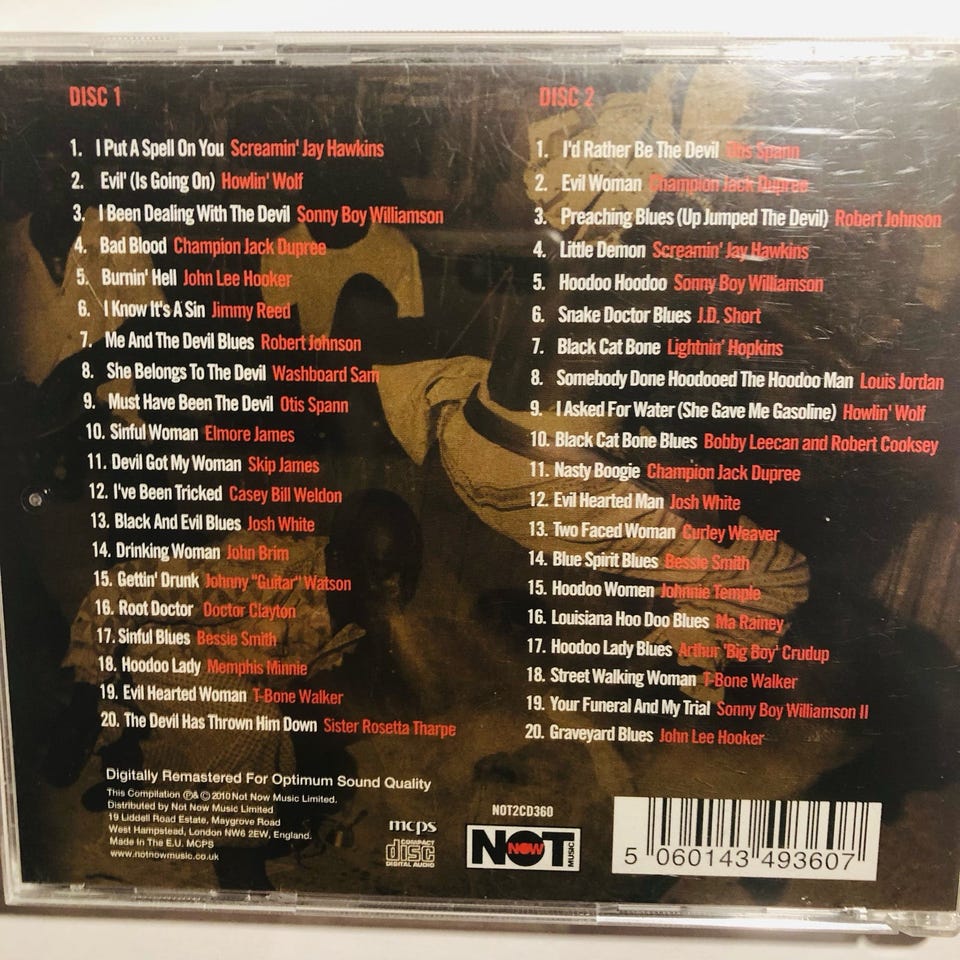 DISC 1
1. I Put A Spell On You Screamin' Jay Hawkins
2. Evil' (Is Going On) Howlin' Wolf
3. I Been Dealing With The Devil Sonny Boy Williamson
4. Bad Blood Champion Jack Dupree
5. Burnin' Hell John Lee Hooker
6. I Know It's A Sin Jimmy Reed
7. Me And The Devil Blues Robert Johnson
8. She Belongs To The Devil Washboard Sam
9. Must Have Been The Devil Otis Spann
10. Sinful Woman Elmore James
11. Devil Got My Woman Skip James
12. I've Been Tricked Casey Bill Weldon
13. Black And Evil Blues Josh White
14. Drinking Woman John Brim
15. Gettin' Drunk Johnny "Guitar" Watson
16. Root Doctor Doctor Clayton
17. Sinful Blues Bessie Smith
18. Hoodoo Lady Memphis Minnie
19. Evil Hearted Woman T-Bone Walker
20. The Devil Has Thrown Him Down Sister Rosetta Tharpe
DISC 2
1. I'd Rather Be The Devil Otis Spann
2. Evil Woman Champion Jack Dupree
3. Preaching Blues (Up Jumped The Devil) Robert Johnson
4. Little Demon Screamin' Jay Hawkins
5. Hoodoo Hoodoo Sonny Boy Williamson
6. Snake Doctor Blues J.D. Short
7. Black Cat Bone Lightnin' Hopkins
8. Somebody Done Hoodooed The Hoodoo Man Louis Jordan
9. I Asked For Water (She Gave Me Gasoline) Howlin' Wolf
10. Black Cat Bone Blues Bobby Leecan and Robert Cooksey
11. Nasty Boogie Champion Jack Dupree
12. Evil Hearted Man Josh White
13. Two Faced Woman Curley Weaver
14. Blue Spirit Blues Bessie Smith
15. Hoodoo Women Johnnie Temple
16. Louisiana Hoo Doo Blues Ma Rainey
17. Hoodoo Lady Blues Arthur 'Big Boy' Crudup
18. Street Walking Woman T-Bone Walker
19. Your Funeral And My Trial Sonny Boy Williamson II
20. Graveyard Blues John Lee Hooker
Digitally Remastered For Optimum Sound Quality
This Compilation ℗& © 2010 Not Now Music Limited.
Distributed by Not Now Music Limited
19 Liddell Road Estate, Maygrove Road
West Hampstead, London NW6 2EW, England.
Made In The E.U. MCPS
www.notnowmusic.co.uk
mcps
COMPACT
disc
DIGITAL AUDIO
NOT2CD360
NOT NOW MUSIC
5 060143 493607